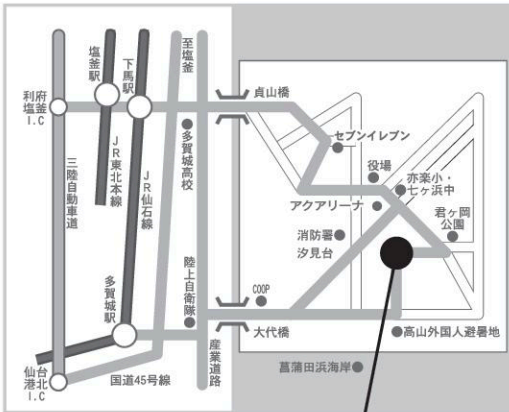 塩釜駅
下馬駅
至塩釜
利府
塩釜
I.C
貞山橋
セブンイレブン
多賀城高校
役場
亦楽小・
七ヶ浜中
JR東北本線
JR仙石線
三陸自動車道
アクアリーナ
君ヶ岡
公園
消防署
汐見台
多賀城駅
陸上自衛隊
COOP
大代橋
高山外国人避暑地
産業道路
仙台
港北
I.C
国道45号線
菖蒲田浜海岸